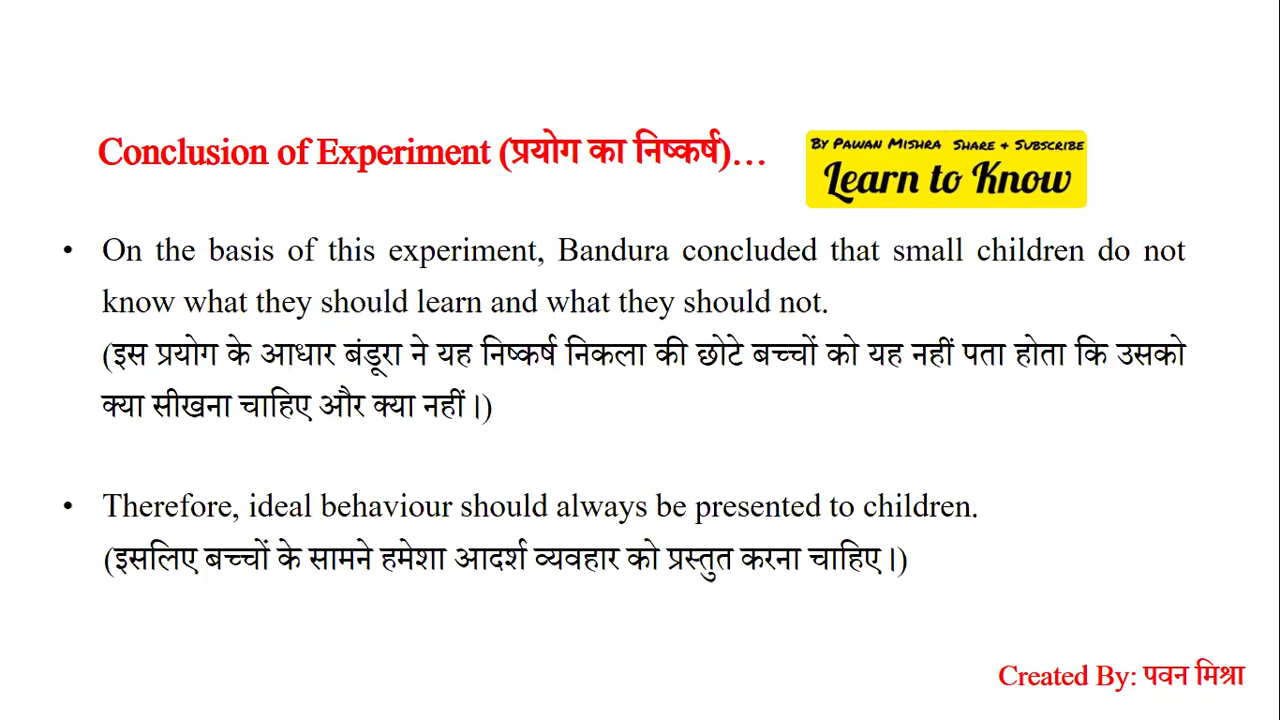 Conclusion of Experiment (प्रयोग का निष्कर्ष)...
By Pawan Mishra Share & Subscribe
Learn to Know
• On the basis of this experiment, Bandura concluded that small children do not
know what they should learn and what they should not.
(इस प्रयोग के आधार बंडूरा ने यह निष्कर्ष निकला की छोटे बच्चों को यह नहीं पता होता कि उसको
क्या सीखना चाहिए और क्या नहीं।)
• Therefore, ideal behaviour should always be presented to children.
(इसलिए बच्चों के सामने हमेशा आदर्श व्यवहार को प्रस्तुत करना चाहिए।)
Created By: पवन मिश्रा